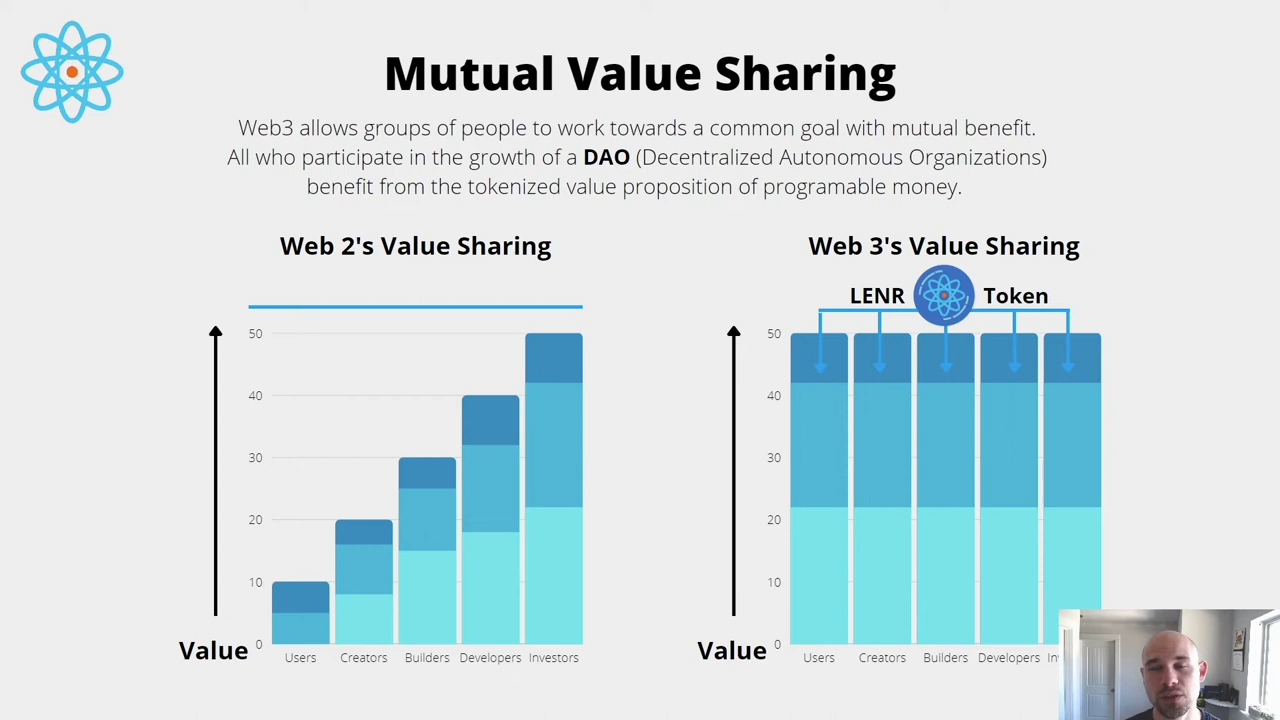 Mutual Value Sharing
Web3 allows groups of people to work towards a common goal with mutual benefit.
All who participate in the growth of a DAO (Decentralized Autonomous Organizations)
benefit from the tokenized value proposition of programable money.
Web 2's Value Sharing
50
40
30
20
10
0
Value
Users Creators Builders Developers Investors
Web 3's Value Sharing
LENR Token
50
40
30
20
10
0
Value
Users Creators Builders Developers